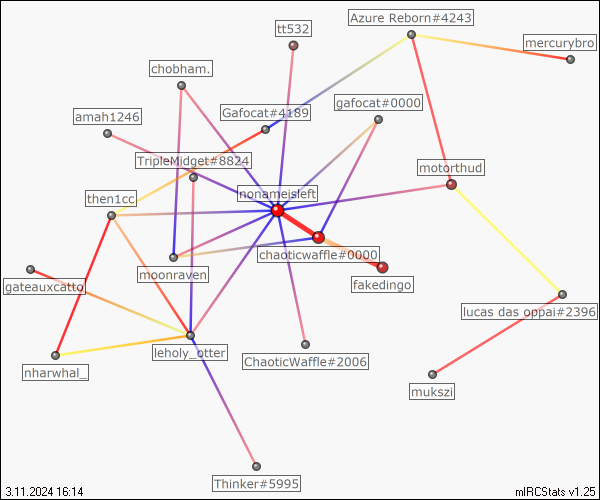 Azure Reborn#4243
tt532
mercurybro
chobham.
gafocat#0000
Gafocat#4189
amah1246
TripleMidget#8824
motorthud
nonameisleft
then1cc
chaoticwaffle#0000
moonraven
fakedingo
gateauxcatto
lucas das oppai#2396
leholy_otter
ChaoticWaffle#2006
nharwhal_
mukszi
Thinker#5995
3.11.2024 16:14
mIRCStats v1.25